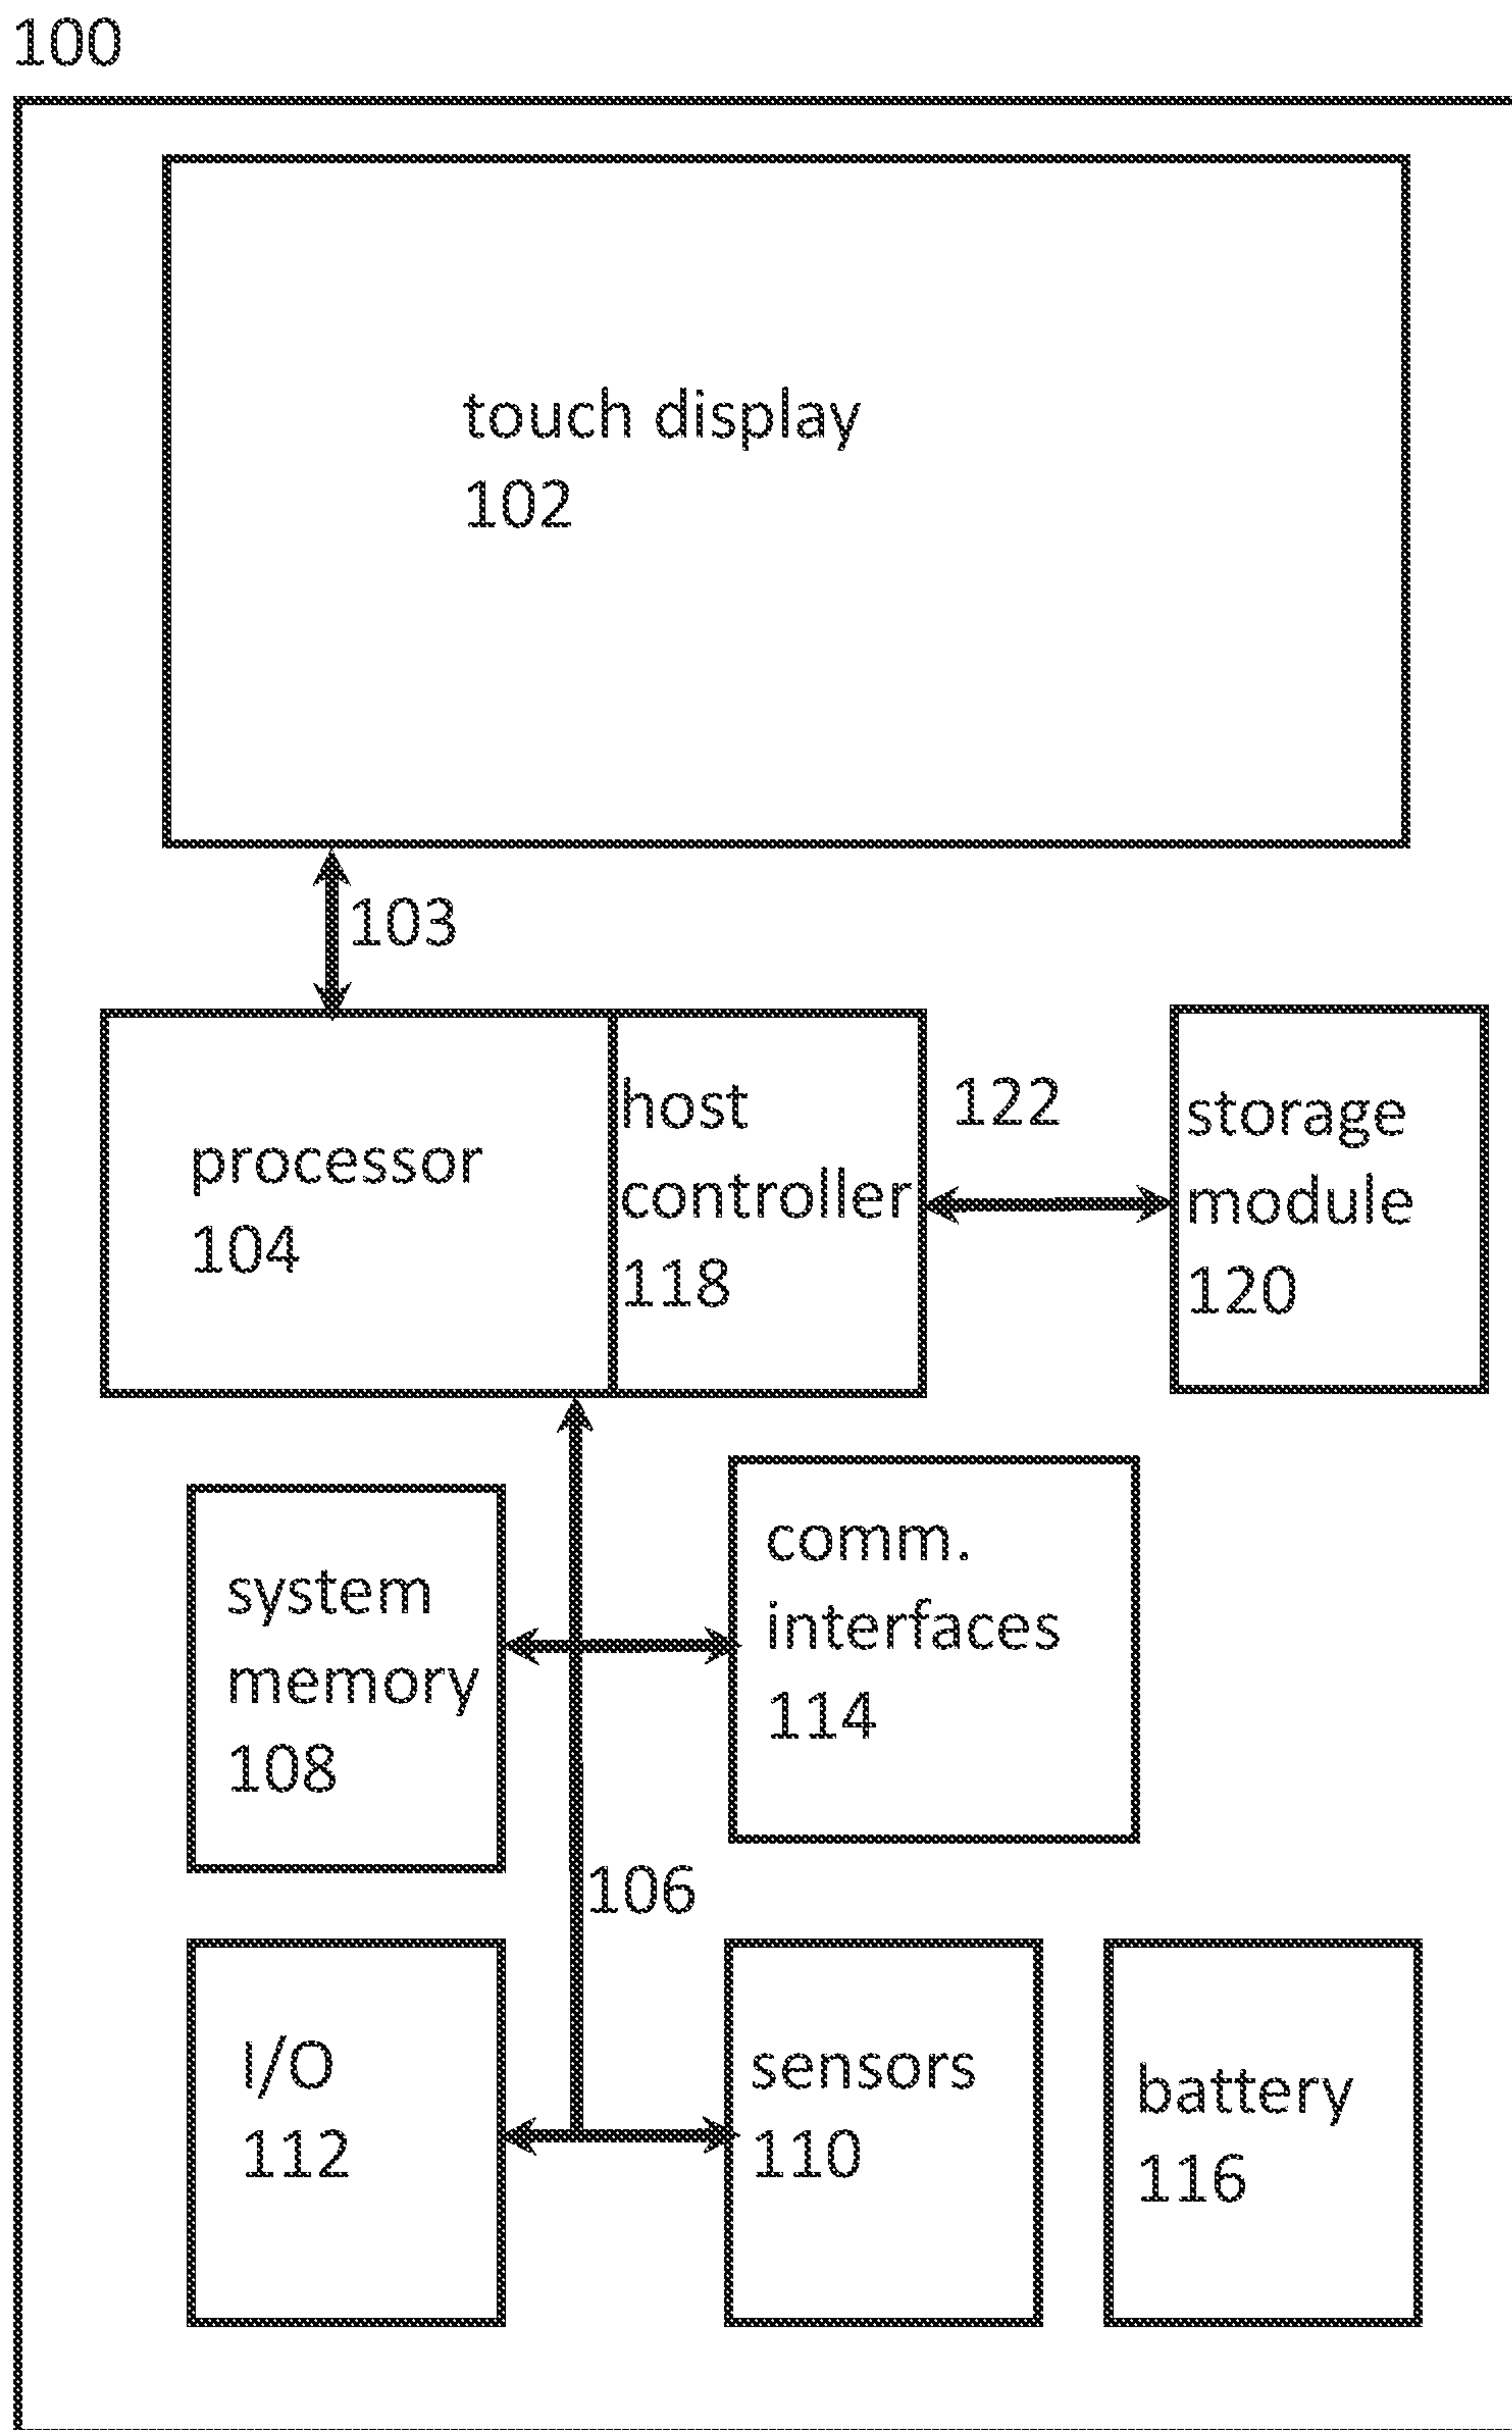 100
touch display
102
103
processor
104
host
controller
118
122
storage
module
120
system
memory
108
comm.
interfaces
114
106
I/O
112
sensors
110
battery
116